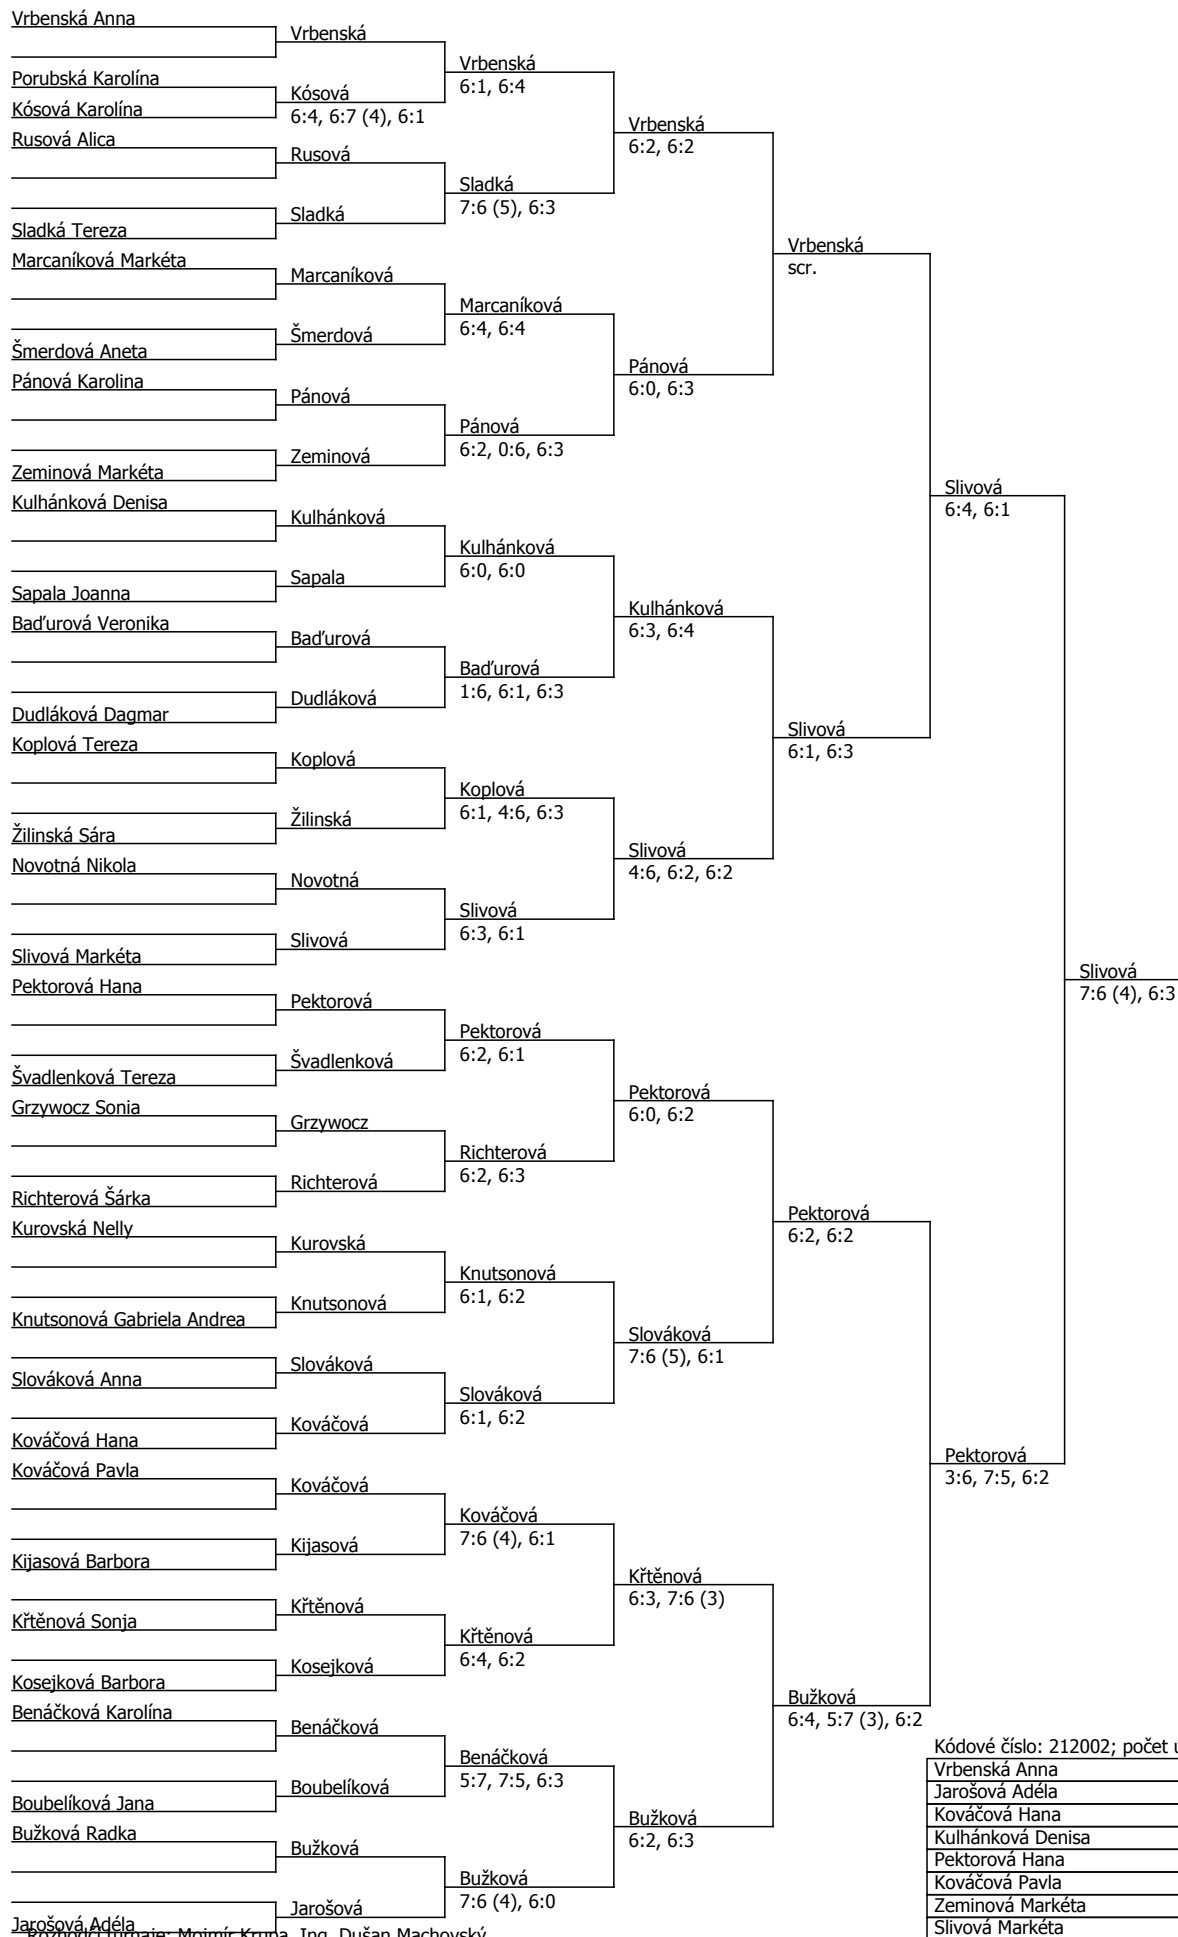 Vrbenská Anna
Porubská Karolína
Kósová Karolína
Rusová Alica
Sladká Tereza
Marcaníková Markéta
Šmerdová Aneta
Pánová Karolina
Zeminová Markéta
Kulhánková Denisa
Sapala Joanna
Baďurová Veronika
Dudláková Dagmar
Koplová Tereza
Žilinská Sára
Novotná Nikola
Slivová Markéta
Pektorová Hana
Švadlenková Tereza
Grzywocz Sonia
Richterová Šárka
Kurovská Nelly
Knutsonová Gabriela Andrea
Slováková Anna
Kováčová Hana
Kováčová Pavla
Kijasová Barbora
Křtěnová Sonja
Kosejková Barbora
Benáčková Karolína
Boubelíková Jana
Bužková Radka
Jarošová Adéla
Rozhodčí turnaje: Mojmír Krupa, Ing. Dušan Machovský
Vrbenská
Kósová
6:4, 6:7 (4), 6:1
Rusová
Sladká
Marcaníková
Šmerdová
Pánová
Zeminová
Kulhánková
Sapala
Baďurová
Dudláková
Koplová
Žilinská
Novotná
Slivová
Pektorová
Švadlenková
Grzywocz
Richterová
Kurovská
Knutsonová
Slováková
Kováčová
Kováčová
Kijasová
Křtěnová
Kosejková
Benáčková
Boubelíková
Bužková
Jarošová
Vrbenská
6:1, 6:4
Sladká
7:6 (5), 6:3
Marcaníková
6:4, 6:4
Pánová
6:2, 0:6, 6:3
Kulhánková
6:0, 6:0
Baďurová
1:6, 6:1, 6:3
Koplová
6:1, 4:6, 6:3
Slivová
6:3, 6:1
Pektorová
6:2, 6:1
Richterová
6:2, 6:3
Knutsonová
6:1, 6:2
Slováková
6:1, 6:2
Kováčová
7:6 (4), 6:1
Křtěnová
6:4, 6:2
Benáčková
5:7, 7:5, 6:3
Bužková
7:6 (4), 6:0
Vrbenská
6:2, 6:2
Pánová
6:0, 6:3
Kulhánková
6:3, 6:4
Slivová
4:6, 6:2, 6:2
Pektorová
6:0, 6:2
Slováková
7:6 (5), 6:1
Křtěnová
6:3, 7:6 (3)
Bužková
6:2, 6:3
Vrbenská
scr.
Slivová
6:1, 6:3
Pektorová
6:2, 6:2
Bužková
6:4, 5:7 (3), 6:2
Slivová
6:4, 6:1
Pektorová
3:6, 7:5, 6:2
Slivová
7:6 (4), 6:3
Kódové číslo: 212002; počet u
Vrbenská Anna
Jarošová Adéla
Kováčová Hana
Kulhánková Denisa
Pektorová Hana
Kováčová Pavla
Zeminová Markéta
Slivová Markéta